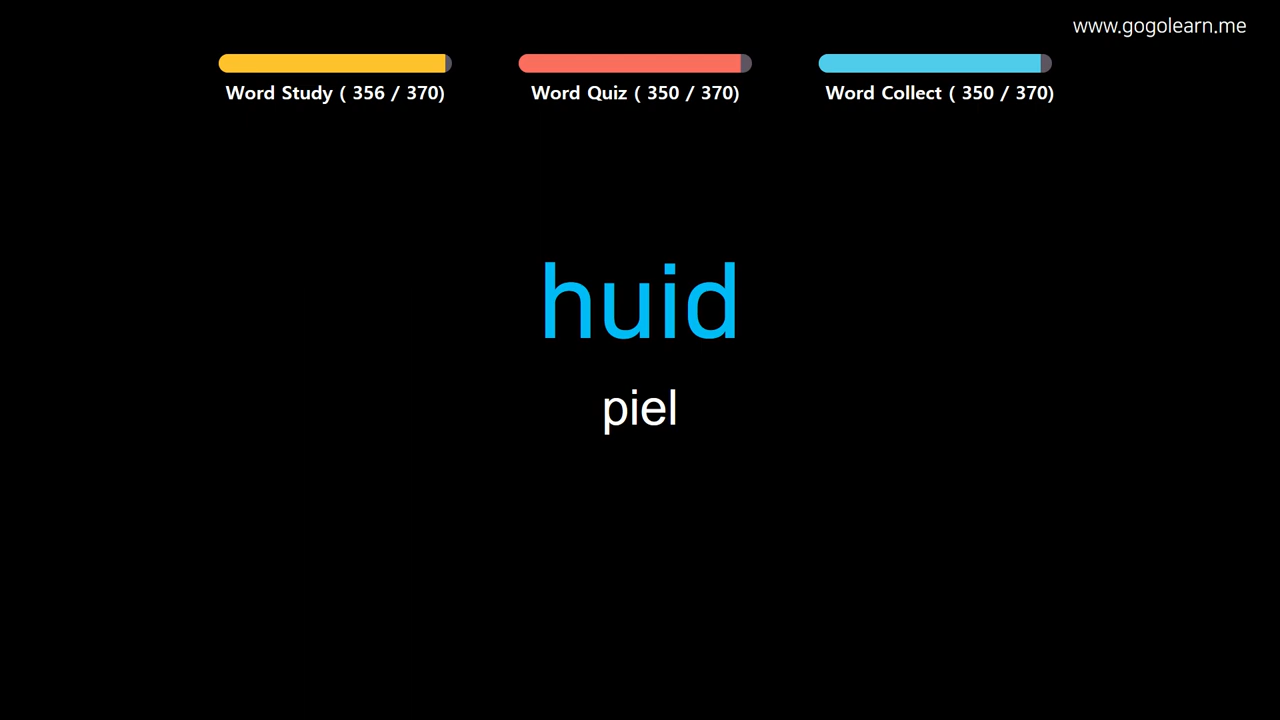 www.gogolearn.me
Word Study ( 356 / 370)
Word Quiz ( 350 / 370)
Word Collect ( 350 / 370)
huid
piel